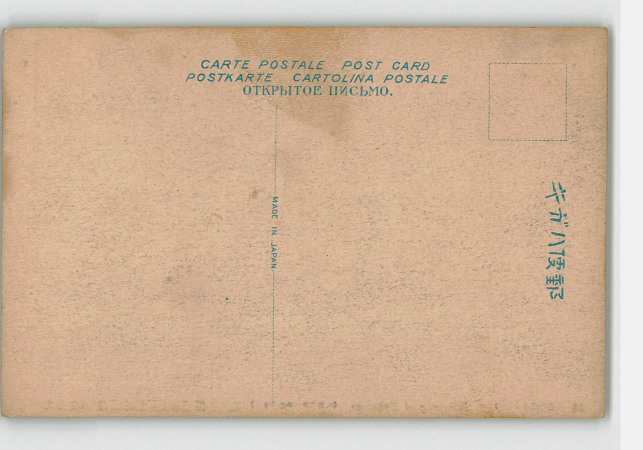 CARTE POSTALE POST CARD
POSTKARTE CARTOLINA POSTALE
ОТКРЫТОЕ ПИСЬМО.
MADE IN JAPAN
キガハ便郵